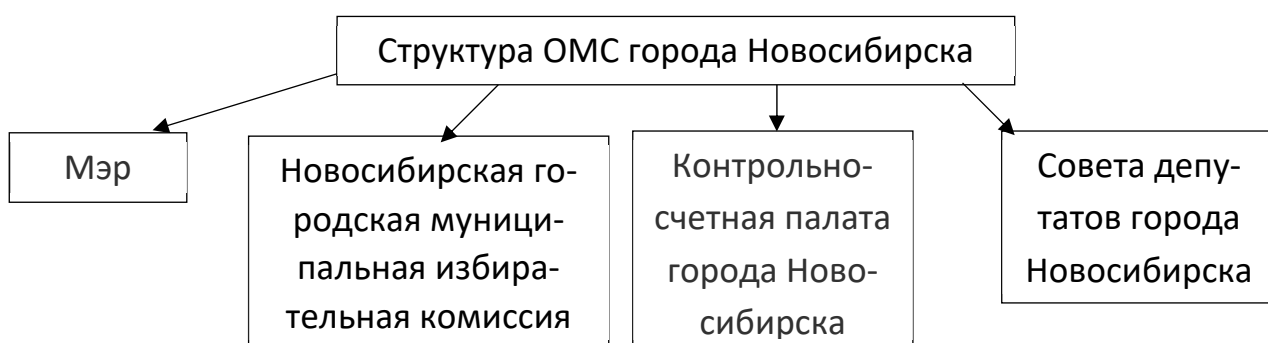 Структура ОМС города Новосибирска
Мэр
Новосибирская го-
родская муници-
пальная избира-
тельная комиссия
Контрольно-
счетная палата
города Ново-
сибирска
Совета депу-
татов города
Новосибирска